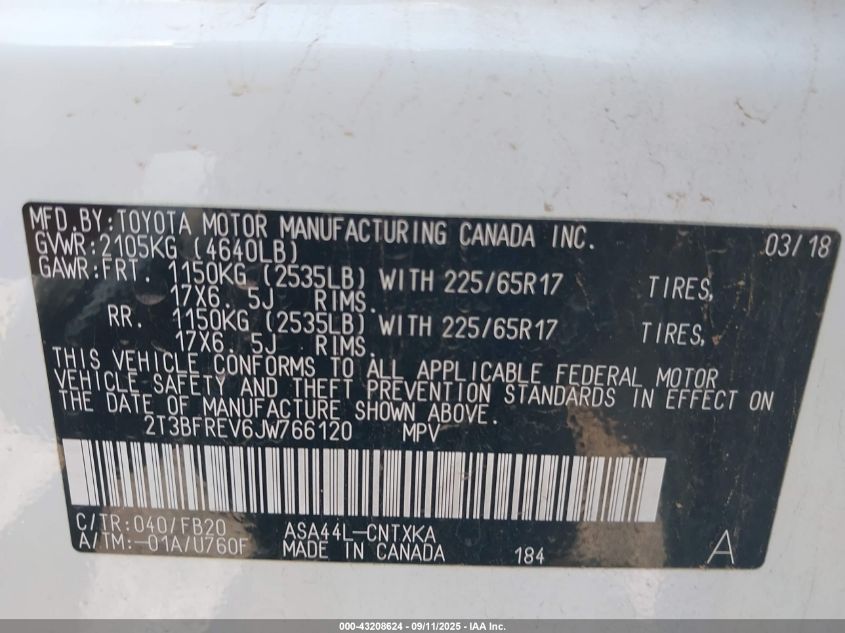 MFD.BY:TOYOTA MOTOR MANUFACTURING CANADA INC. 03/18
GVWR:2105KG (4640LB)
GAWR:FRT. 1150KG (2535LB) WITH 225/65R17 TIRES,
17X6.5J RIMS.
RR. 1150KG (2535LB) WITH 225/65R17 TIRES,
17X6.5J RIMS.
THIS VEHICLE CONFORMS TO ALL APPLICABLE FEDERAL MOTOR
VEHICLE SAFETY AND THEFT PREVENTION STANDARDS IN EFFECT ON
THE DATE OF MANUFACTURE SHOWN ABOVE.
2T3BFREV6JW766120 MPV
C/TR:040/FB20 ASA44L-CNTXKA
A/TM:-01A/U760F MADE IN CANADA 184 A
000-43208624 - 09/11/2025 - IAA Inc.